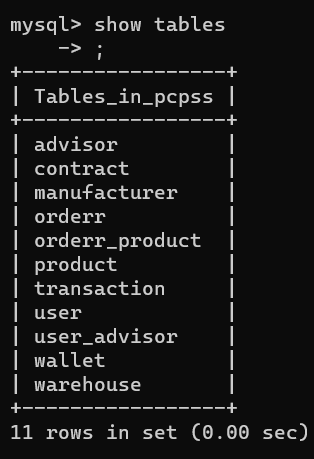 mysql> show tables
    -> ;
+-----------------+
| Tables_in_pcpss |
+-----------------+
| advisor         |
| contract        |
| manufacturer    |
| orderr          |
| orderr_product  |
| product         |
| transaction     |
| user            |
| user_advisor    |
| wallet          |
| warehouse       |
+-----------------+
11 rows in set (0.00 sec)